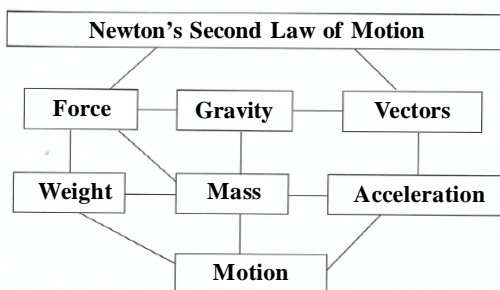 Newton's Second Law of Motion
Force Gravity Vectors
Weight Mass Acceleration
Motion